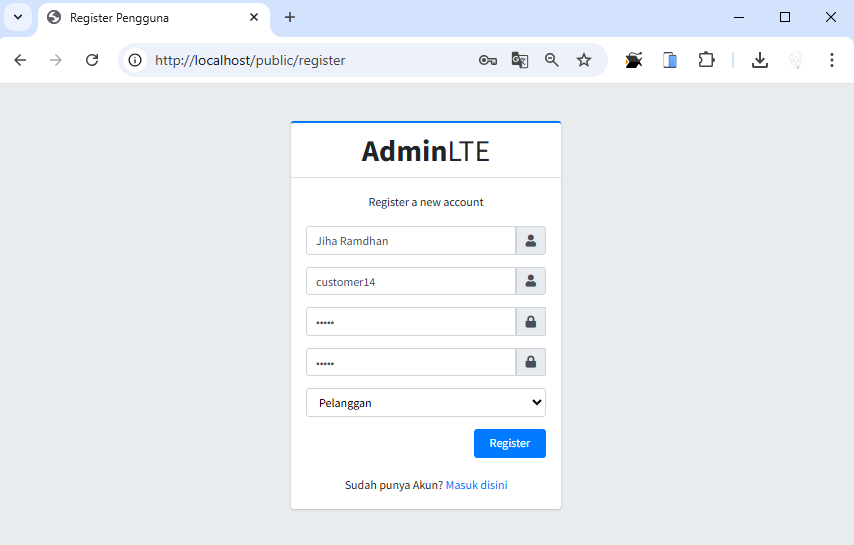 Register Pengguna
http://localhost/public/register
AdminLTE
Register a new account
Jiha Ramdhan
customer14
•••••
•••••
Pelanggan
Register
Sudah punya Akun? Masuk disini